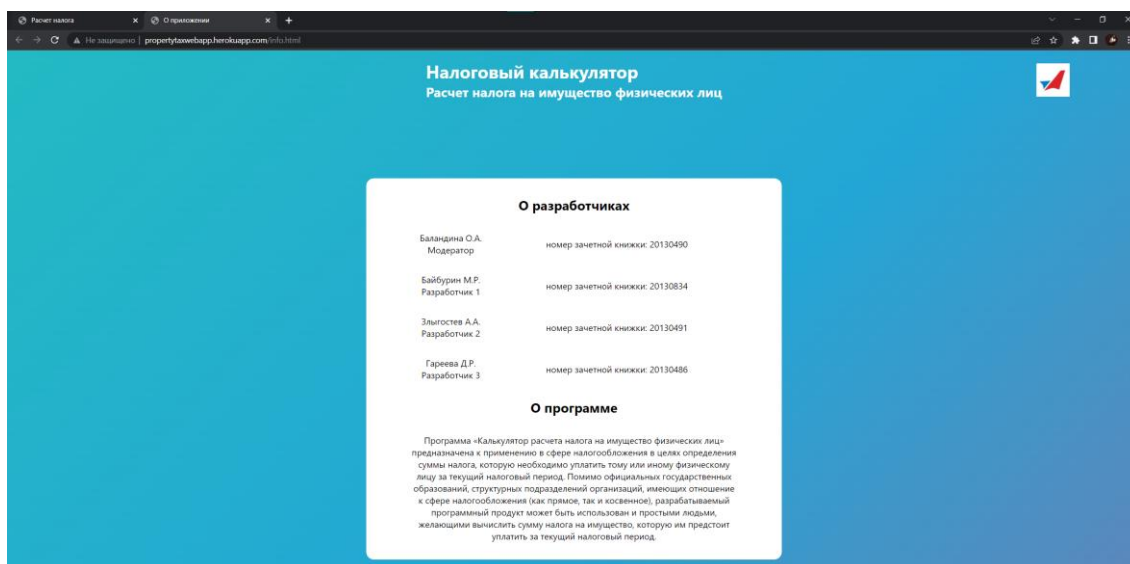 Расчет налога
О приложении
Не защищено | propertytaxwebapp.herokuapp.com/info.html
Налоговый калькулятор
Расчет налога на имущество физических лиц
О разработчиках
Баландина О.А.
Модератор
номер зачетной книжки: 20130490
Байбурин М.Р.
Разработчик 1
номер зачетной книжки: 20130834
Злыгостев А.А.
Разработчик 2
номер зачетной книжки: 20130491
Гареева Д.Р.
Разработчик 3
номер зачетной книжки: 20130486
О программе
Программа «Калькулятор расчета налога на имущество физических лиц»
предназначена к применению в сфере налогообложения в целях определения
суммы налога, которую необходимо уплатить тому или иному физическому
лицу за текущий налоговый период. Помимо официальных государственных
образований, структурных подразделений организаций, имеющих отношение
к сфере налогообложения (как прямое, так и косвенное), разрабатываемый
программный продукт может быть использован и простыми людьми,
желающими вычислить сумму налога на имущество, которую им предстоит
уплатить за текущий налоговый период.